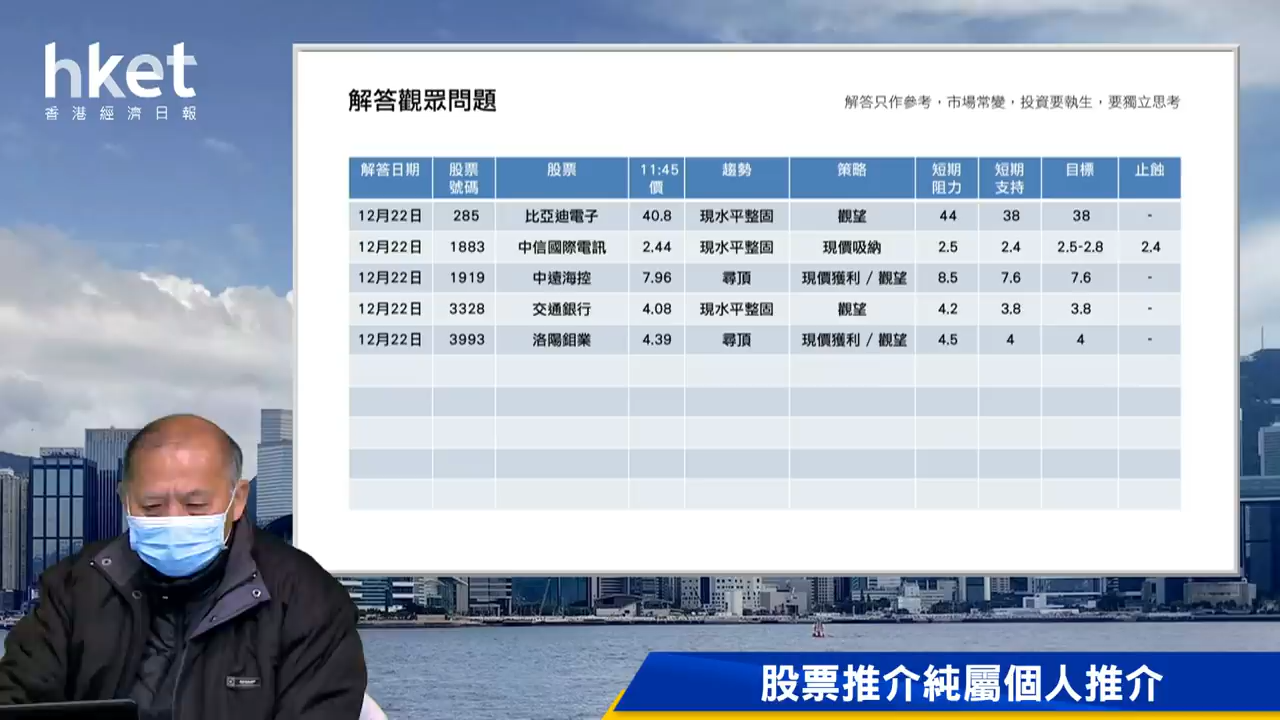 hket
香港經濟日報
解答觀眾問題
解答只作參考，市場常變，投資要執生，要獨立思考
解答日期 股票號碼 股票 11:45價 趨勢 策略 短期阻力 短期支持 目標 止蝕
12月22日 285 比亞迪電子 40.8 現水平整固 觀望 44 38 38 -
12月22日 1883 中信國際電訊 2.44 現水平整固 現價吸納 2.5 2.4 2.5-2.8 2.4
12月22日 1919 中遠海控 7.96 尋頂 現價獲利 / 觀望 8.5 7.6 7.6 -
12月22日 3328 交通銀行 4.08 現水平整固 觀望 4.2 3.8 3.8 -
12月22日 3993 洛陽鉬業 4.39 尋頂 現價獲利 / 觀望 4.5 4 4 -
股票推介純屬個人推介